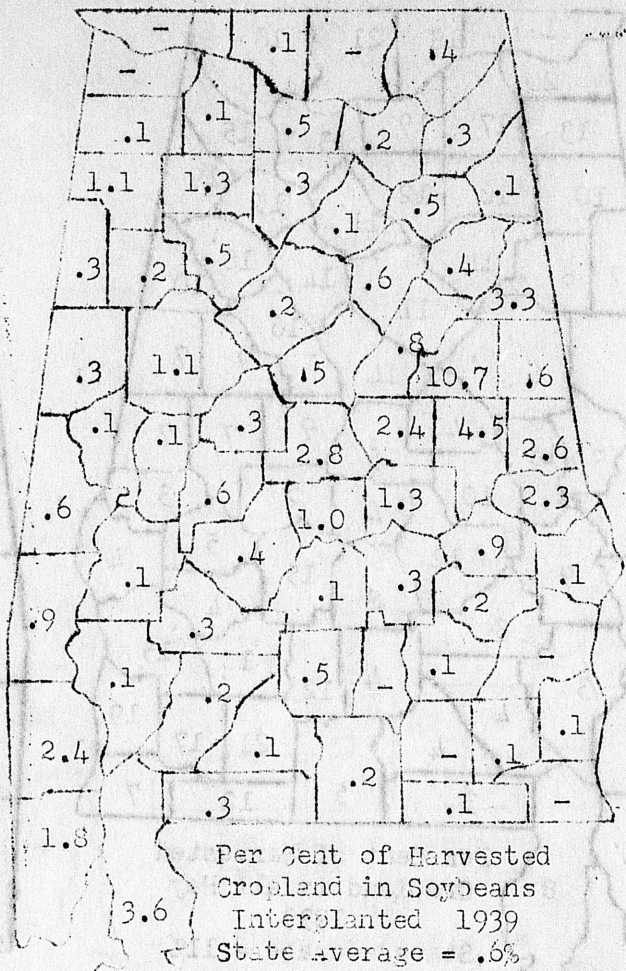 - .1 - .4
-
.1 .1 .5 .2 .3
1.1 1.3 .3 .1 .5 .1
.3 .2 .5 .2 .6 .4 3.3
.3 1.1 .5 .8 10.7 .6
.1 .1 .3 2.8 2.4 4.5 2.6
.6 .6 1.0 1.3 2.3
.4 .9
.1 .1 .3 .2 .1
.9 .3
.1 .2 .5 - .1 -
2.4 .1 .2 - .1 .1
.3 .1 -
1.8
3.6
Per Cent of Harvested
Cropland in Soybeans
Interplanted 1939
State Average = .6%